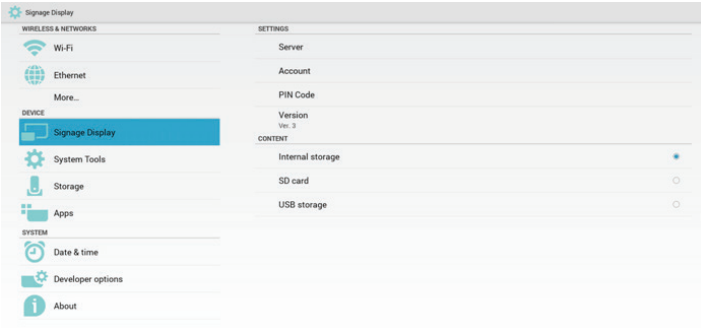 Signage Display
WIRELESS & NETWORKS
Wi-Fi
Ethernet
More...
DEVICE
Signage Display
System Tools
Storage
Apps
SYSTEM
Date & time
Developer options
About
SETTINGS
Server
Account
PIN Code
Version
Ver. 3
CONTENT
Internal storage
SD card
USB storage